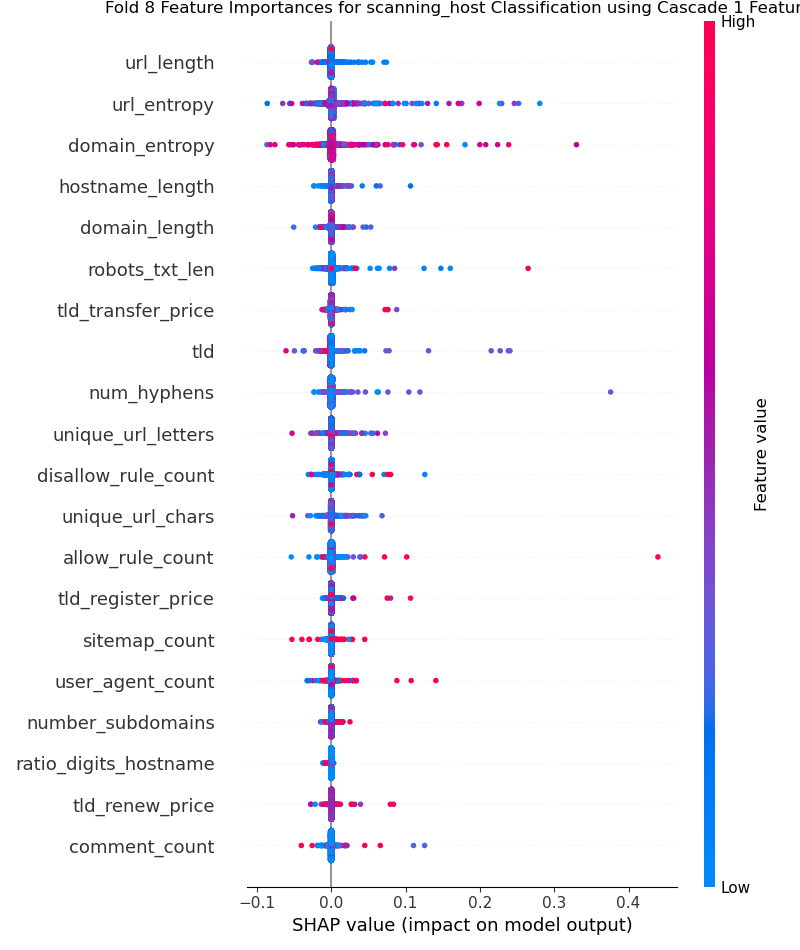 Fold 8 Feature Importances for scanning_host Classification using Cascade 1 Featur
High
url_length
url_entropy
domain_entropy
hostname_length
domain_length
robots_txt_len
tld_transfer_price
tld
num_hyphens
unique_url_letters
disallow_rule_count
unique_url_chars
allow_rule_count
tld_register_price
sitemap_count
user_agent_count
number_subdomains
ratio_digits_hostname
tld_renew_price
comment_count
Feature value
Low
−0.1 0.0 0.1 0.2 0.3 0.4
SHAP value (impact on model output)